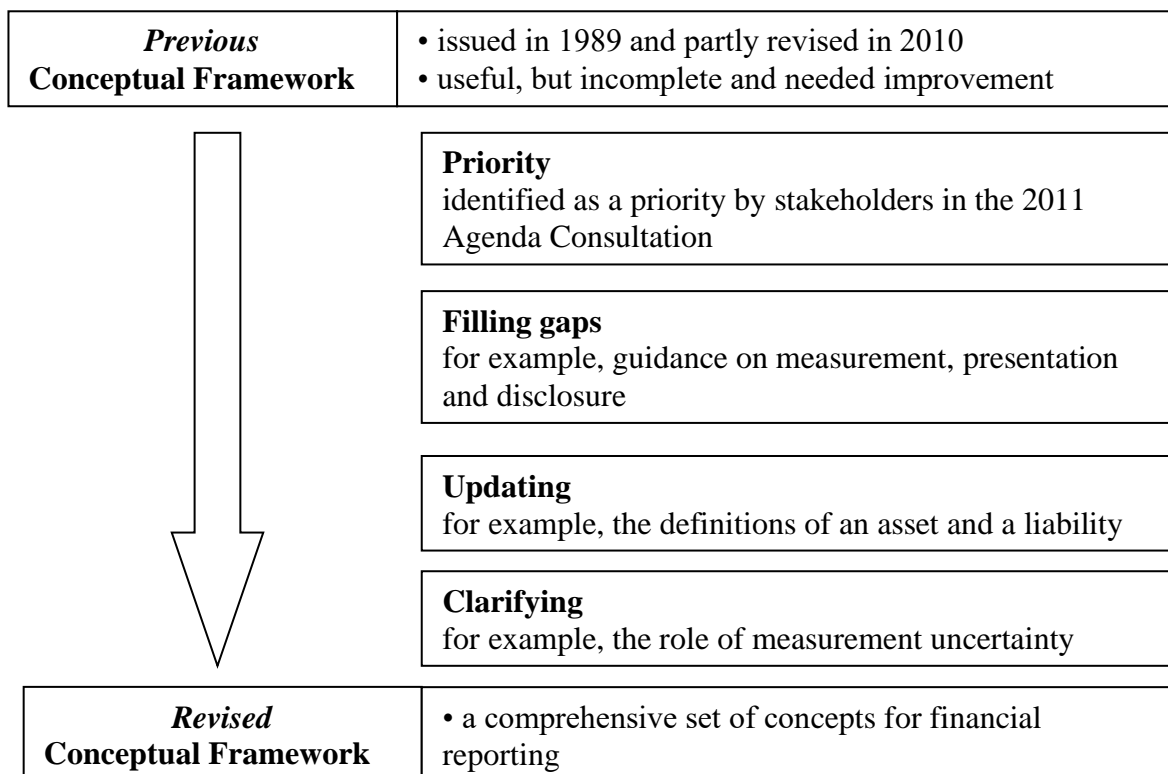 Previous
Conceptual Framework
• issued in 1989 and partly revised in 2010
• useful, but incomplete and needed improvement
Priority
identified as a priority by stakeholders in the 2011
Agenda Consultation
Filling gaps
for example, guidance on measurement, presentation
and disclosure
Updating
for example, the definitions of an asset and a liability
Clarifying
for example, the role of measurement uncertainty
Revised
Conceptual Framework
• a comprehensive set of concepts for financial
reporting